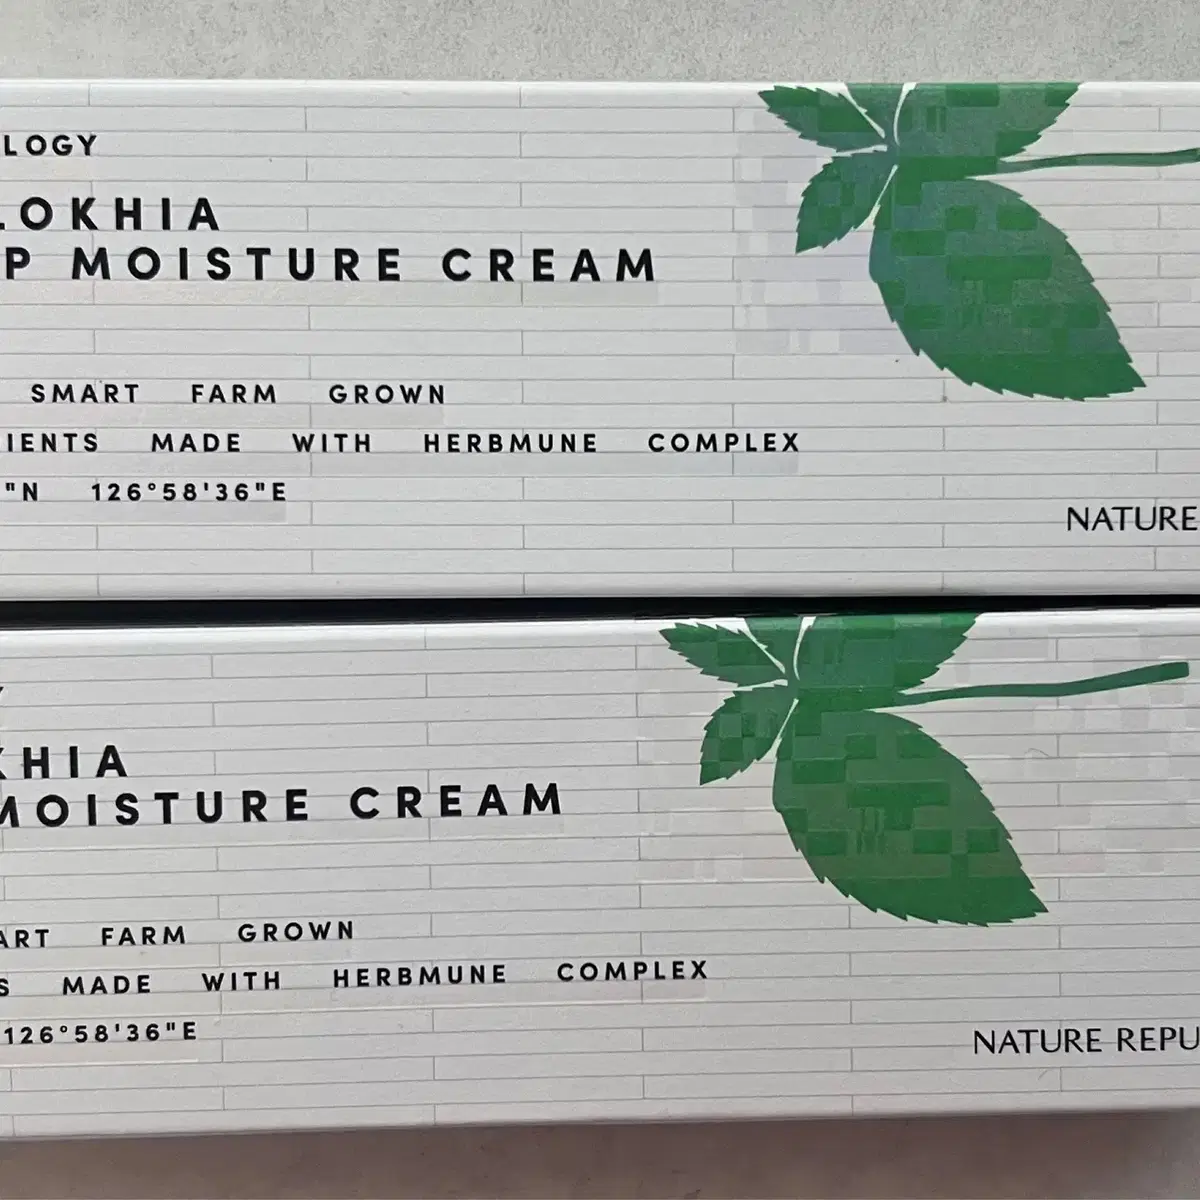 LOGY
LOKHIA
P MOISTURE CREAM
SMART FARM GROWN
IENTS MADE WITH HERBMUNE COMPLEX
"N 126°58'36"E
NATURE
KHIA
MOISTURE CREAM
ART FARM GROWN
S MADE WITH HERBMUNE COMPLEX
126°58'36"E
NATURE REPU